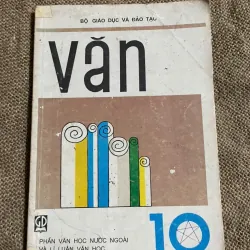 BỘ GIÁO DỤC VÀ ĐÀO TẠO
văn
PHẦN VĂN HỌC NƯỚC NGOÀI
VÀ LÍ LUẬN VĂN HỌC
10